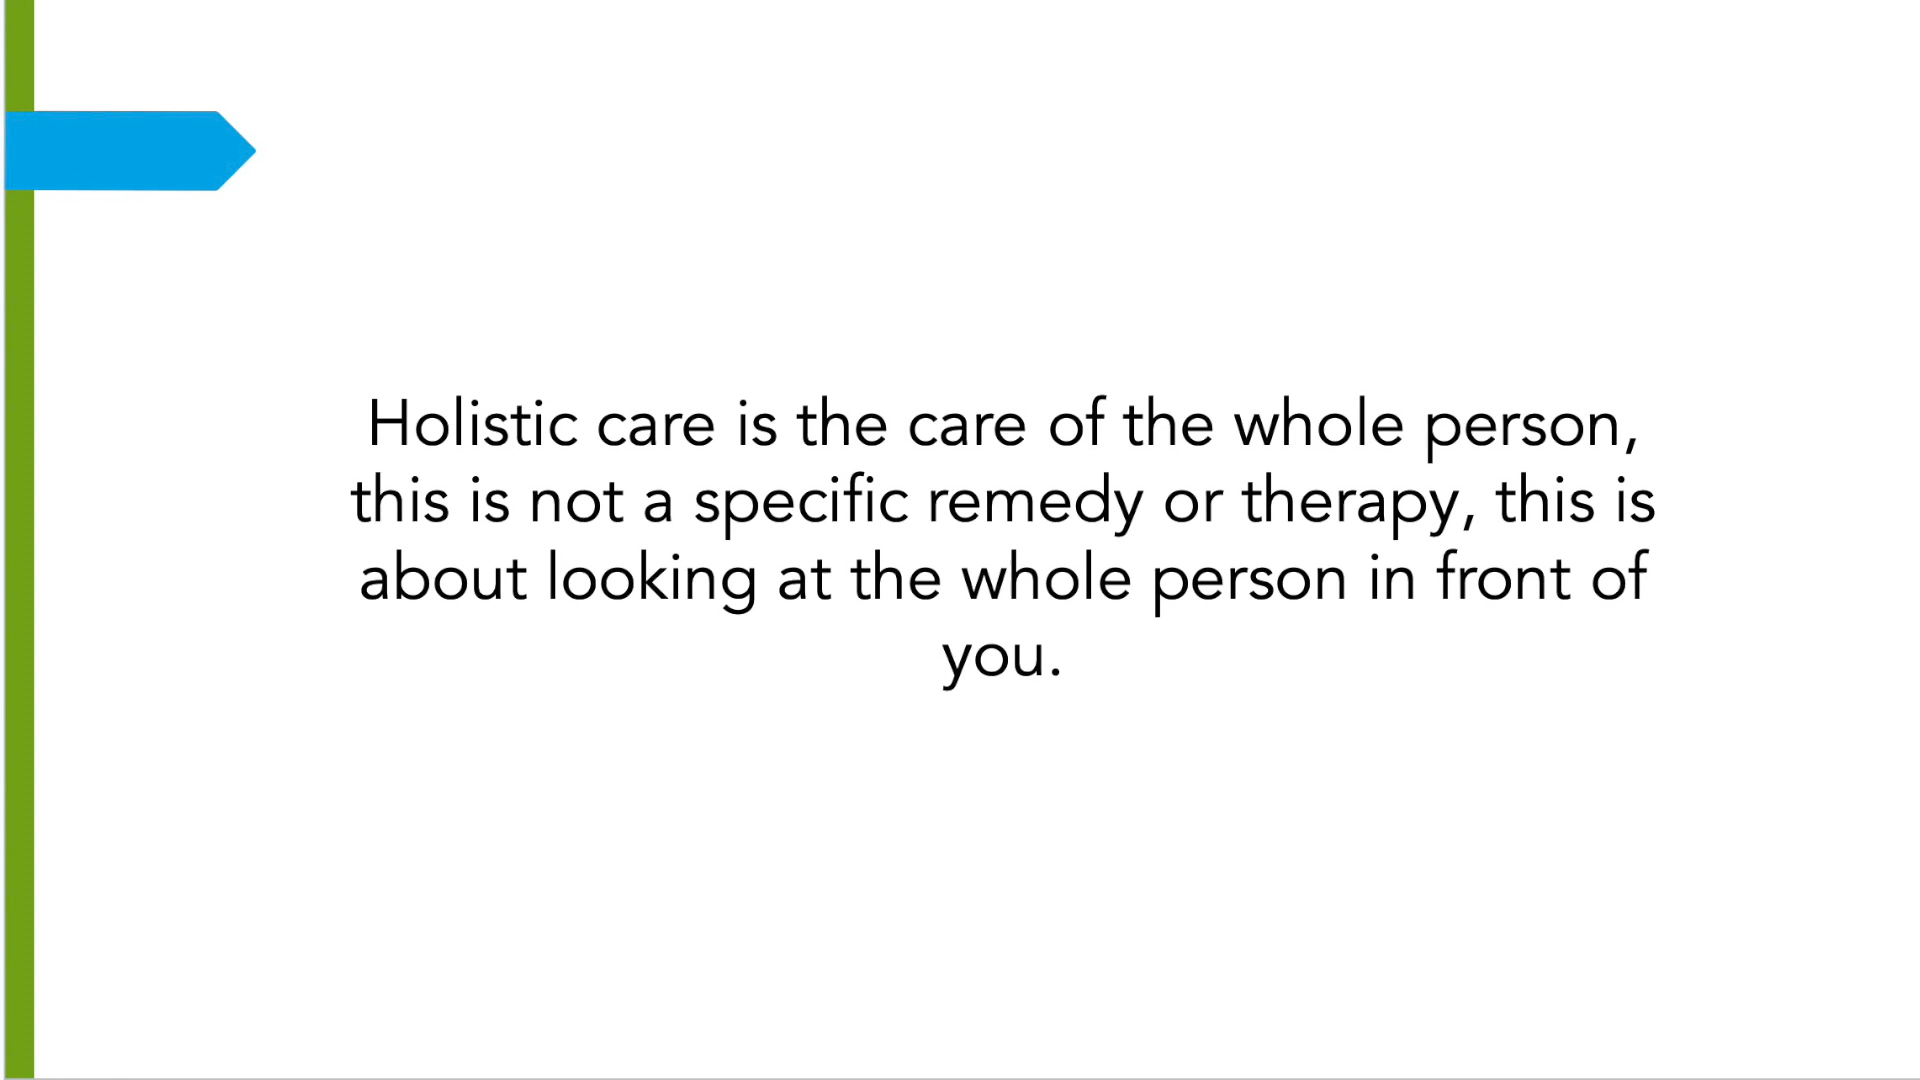 Holistic care is the care of the whole person,
this is not a specific remedy or therapy, this is
about looking at the whole person in front of
you.